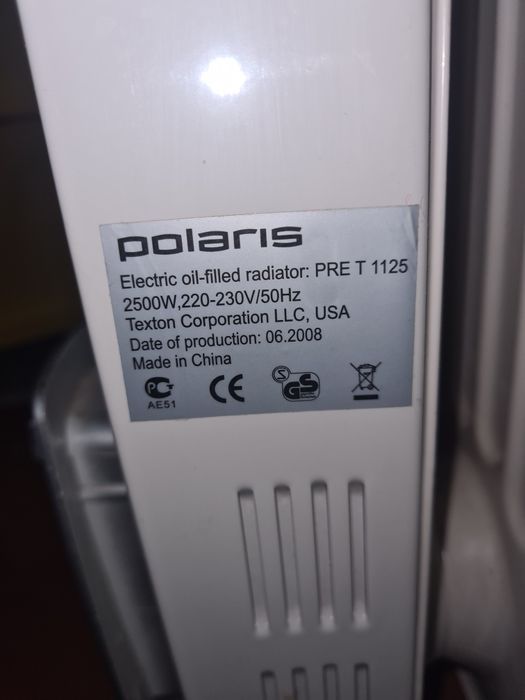 polaris
Electric oil-filled radiator: PRE T 1125
2500W,220-230V/50Hz
Texton Corporation LLC, USA
Date of production: 06.2008
Made in China
AE51
CE
GS